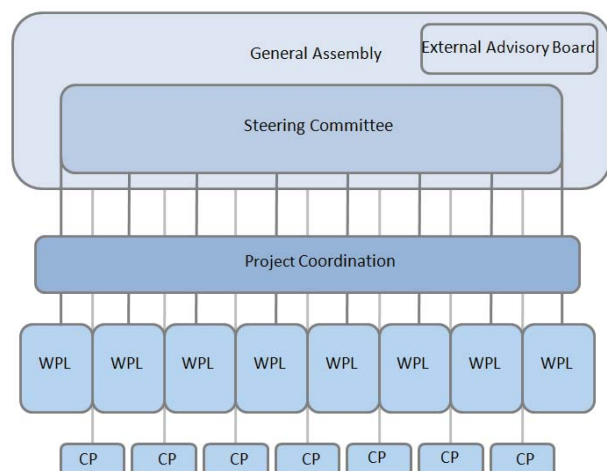 External Advisory Board
General Assembly
Steering Committee
Project Coordination
WPL WPL WPL WPL WPL WPL WPL WPL
CP CP CP CP CP CP CP